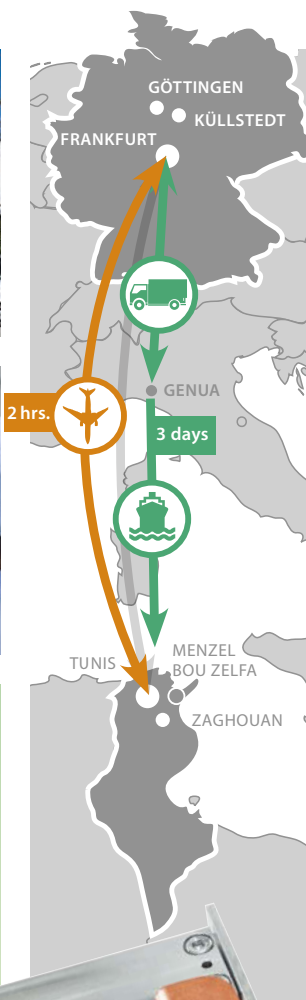 GÖTTINGEN
KÜLLSTEDT
FRANKFURT
GENUA
2 hrs.
3 days
TUNIS
MENZEL
BOU ZELFA
ZAGHOUAN